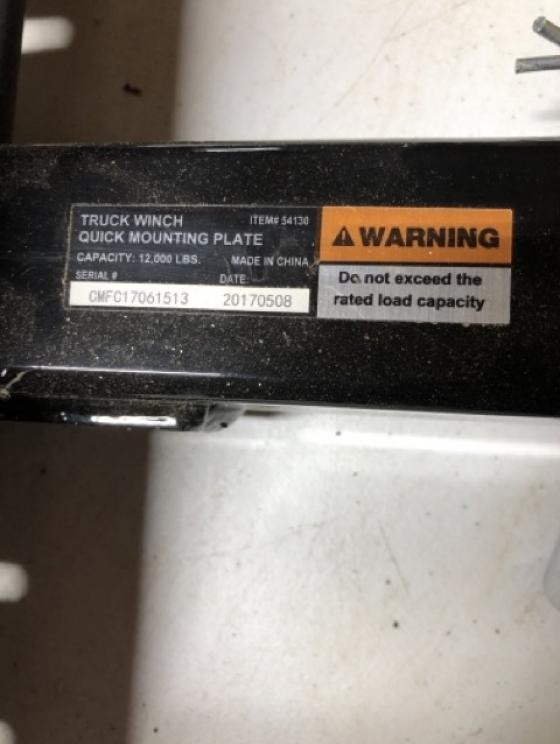 TRUCK WINCH ITEM# 54130
QUICK MOUNTING PLATE
CAPACITY: 12,000 LBS. MADE IN CHINA
SERIAL # DATE:
CMFC17061513 20170508
WARNING
Do not exceed the
rated load capacity